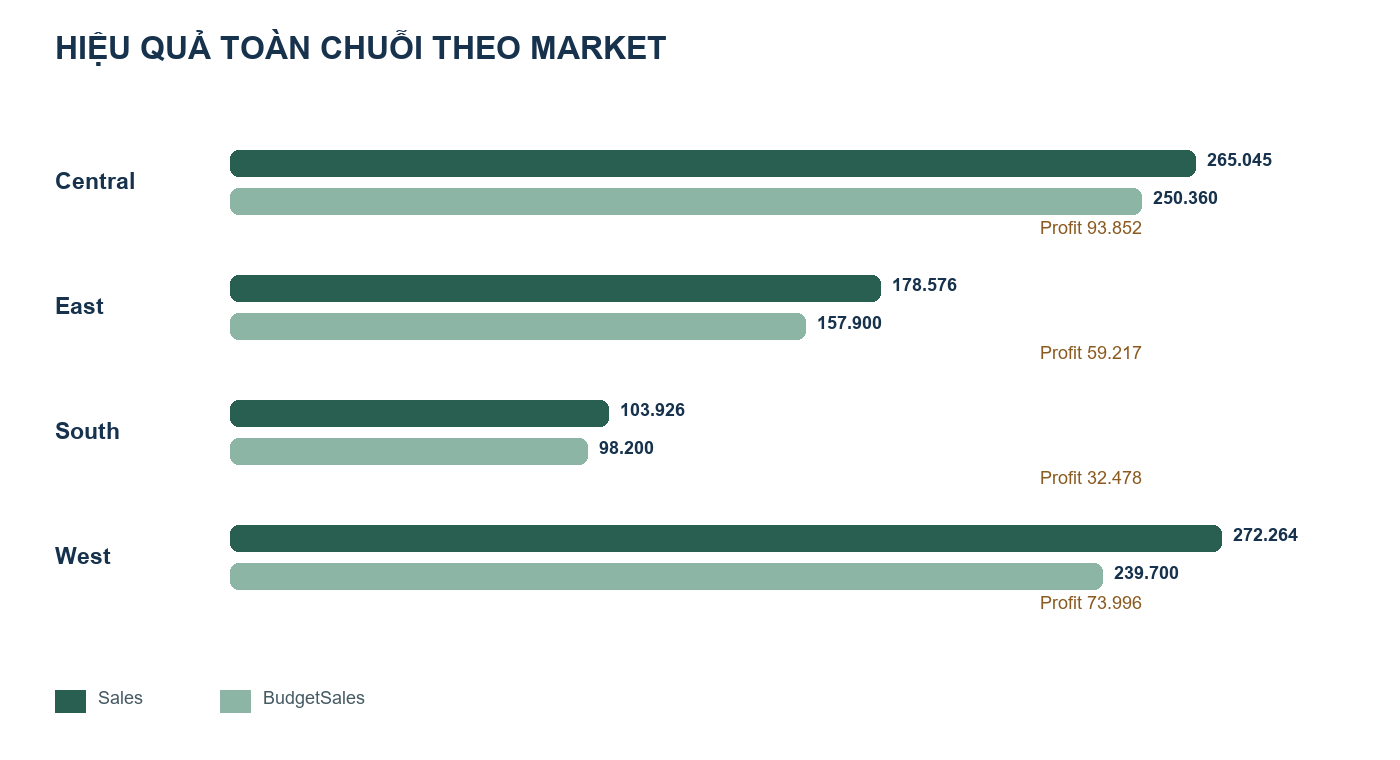 HIỆU QUẢ TOÀN CHUỖI THEO MARKET
Central
265.045
250.360
Profit 93.852
East
178.576
157.900
Profit 59.217
South
103.926
98.200
Profit 32.478
West
272.264
239.700
Profit 73.996
Sales
BudgetSales